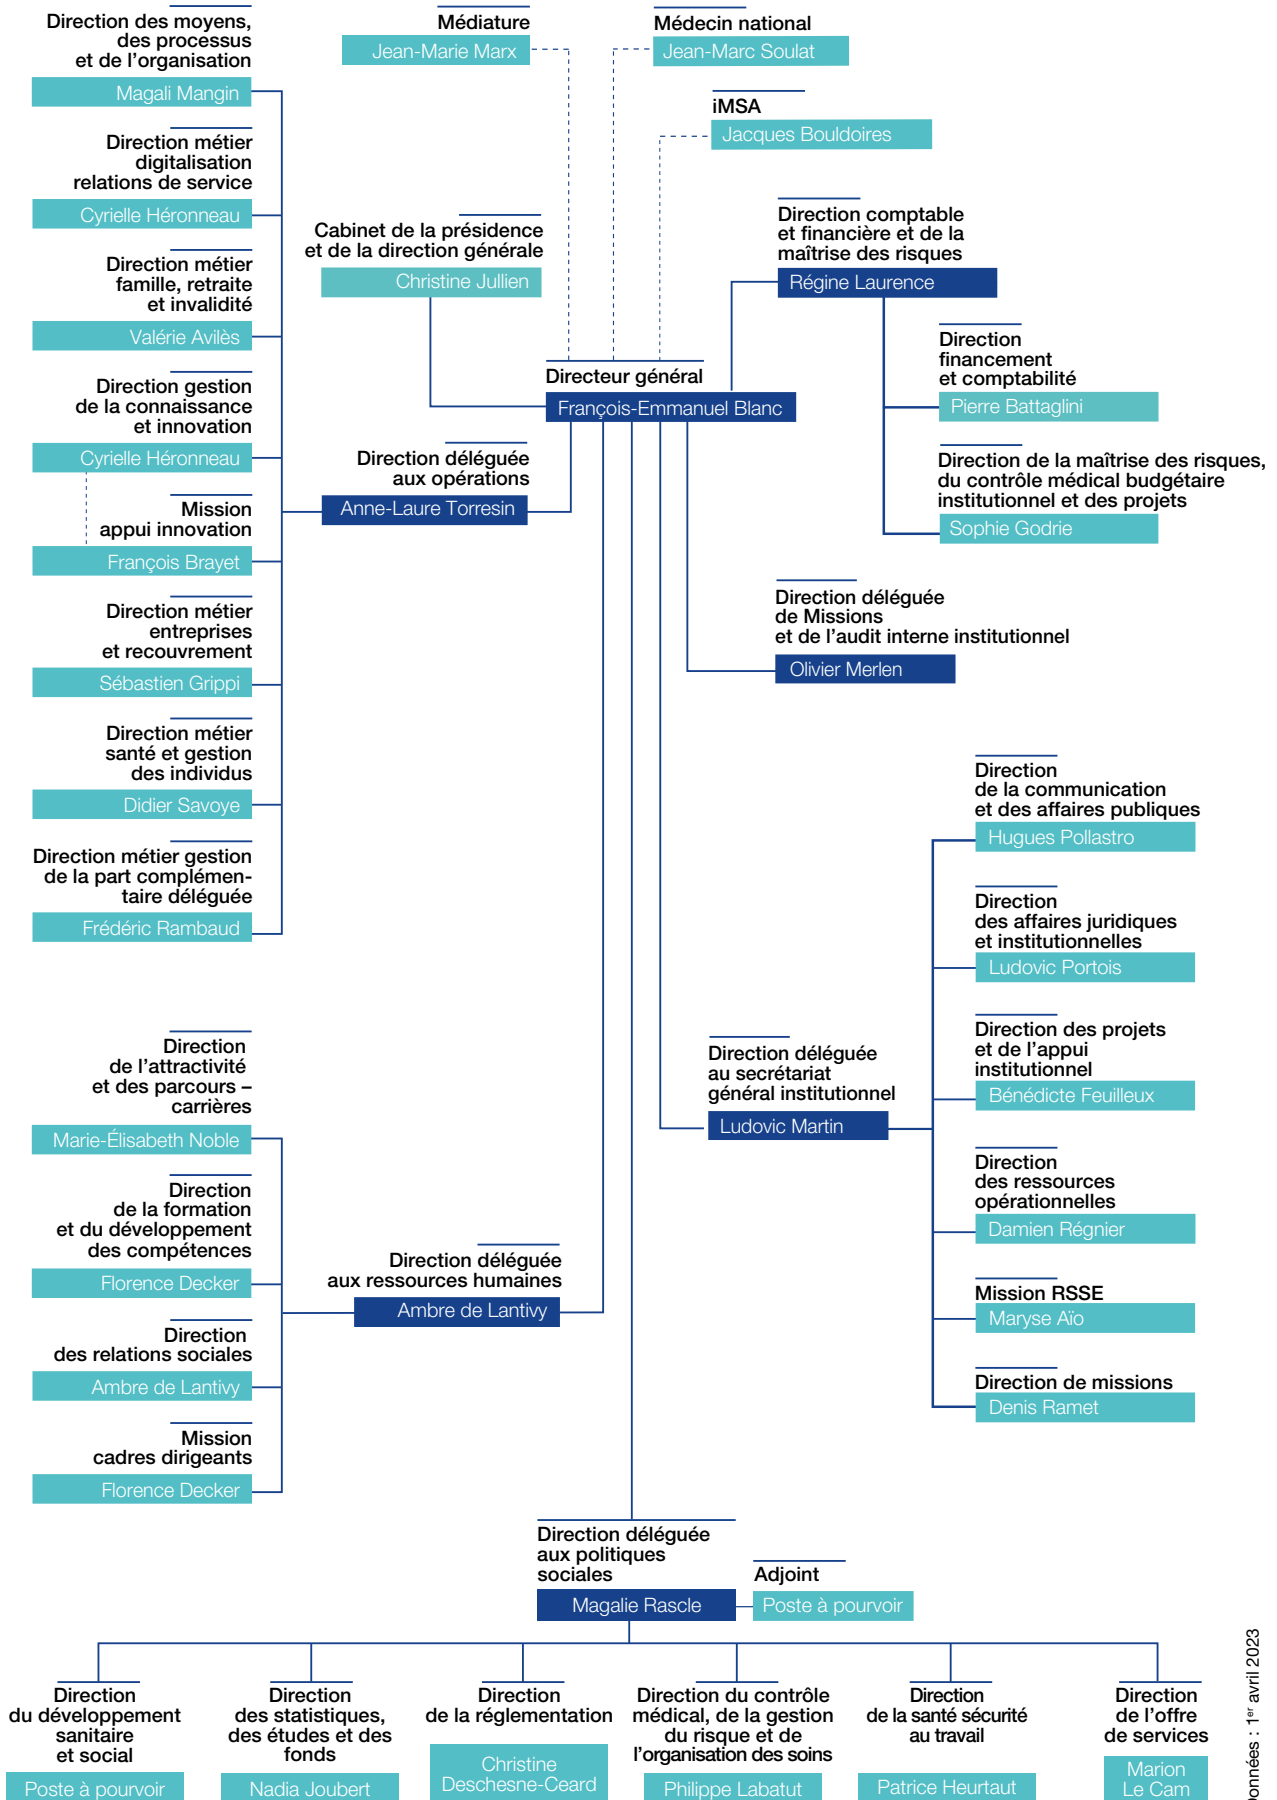 Direction des moyens,
des processus
et de l'organisation
Magali Mangin
Direction métier
digitalisation
relations de service
Cyrielle Héronneau
Direction métier
famille, retraite
et invalidité
Valérie Avilès
Direction gestion
de la connaissance
et innovation
Cyrielle Héronneau
Mission
appui innovation
François Brayet
Direction métier
entreprises
et recouvrement
Sébastien Grippi
Direction métier
santé et gestion
des individus
Didier Savoye
Direction métier gestion
de la part complémen-
taire déléguée
Frédéric Rambaud
Médiature
Jean-Marie Marx
Médecin national
Jean-Marc Soulat
iMSA
Jacques Bouldoires
Cabinet de la présidence
et de la direction générale
Christine Jullien
Directeur général
François-Emmanuel Blanc
Direction déléguée
aux opérations
Anne-Laure Torresin
Direction comptable
et financière et de la
maîtrise des risques
Régine Laurence
Direction
financement
et comptabilité
Pierre Battaglini
Direction de la maîtrise des risques,
du contrôle médical budgétaire
institutionnel et des projets
Sophie Godrie
Direction déléguée
de Missions
et de l'audit interne institutionnel
Olivier Merlen
Direction
de la communication
et des affaires publiques
Hugues Pollastro
Direction
des affaires juridiques
et institutionnelles
Ludovic Portois
Direction des projets
et de l'appui
institutionnel
Bénédicte Feuilleux
Direction déléguée
au secrétariat
général institutionnel
Ludovic Martin
Direction
des ressources
opérationnelles
Damien Régnier
Mission RSSE
Maryse Aïo
Direction de missions
Denis Ramet
Direction
de l'attractivité
et des parcours –
carrières
Marie-Élisabeth Noble
Direction
de la formation
et du développement
des compétences
Florence Decker
Direction
des relations sociales
Ambre de Lantivy
Mission
cadres dirigeants
Florence Decker
Direction déléguée
aux ressources humaines
Ambre de Lantivy
Direction déléguée
aux politiques
sociales
Magalie Rascle
Adjoint
Poste à pourvoir
Direction
du développement
sanitaire
et social
Poste à pourvoir
Direction
des statistiques,
des études et des
fonds
Nadia Joubert
Direction
de la réglementation
Christine
Deschesne-Ceard
Direction du contrôle
médical, de la gestion
du risque et de
l'organisation des soins
Philippe Labatut
Direction
de la santé sécurité
au travail
Patrice Heurtaut
Direction
de l'offre
de services
Marion
Le Cam
Données : 1er avril 2023